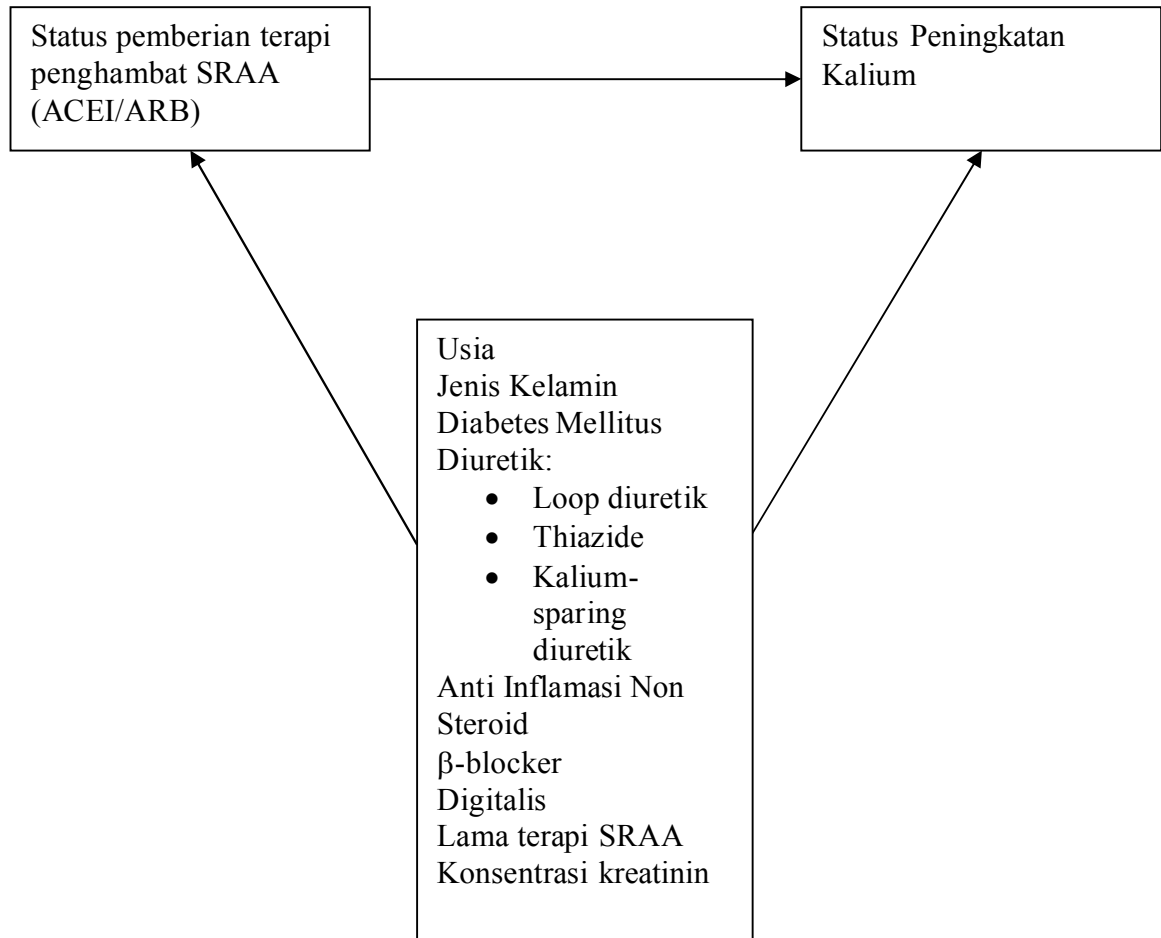 Status pemberian terapi
penghambat SRAA
(ACEI/ARB)
Status Peningkatan
Kalium
Usia
Jenis Kelamin
Diabetes Mellitus
Diuretik:
• Loop diuretik
• Thiazide
• Kalium-
sparing
diuretik
Anti Inflamasi Non
Steroid
β-blocker
Digitalis
Lama terapi SRAA
Konsentrasi kreatinin